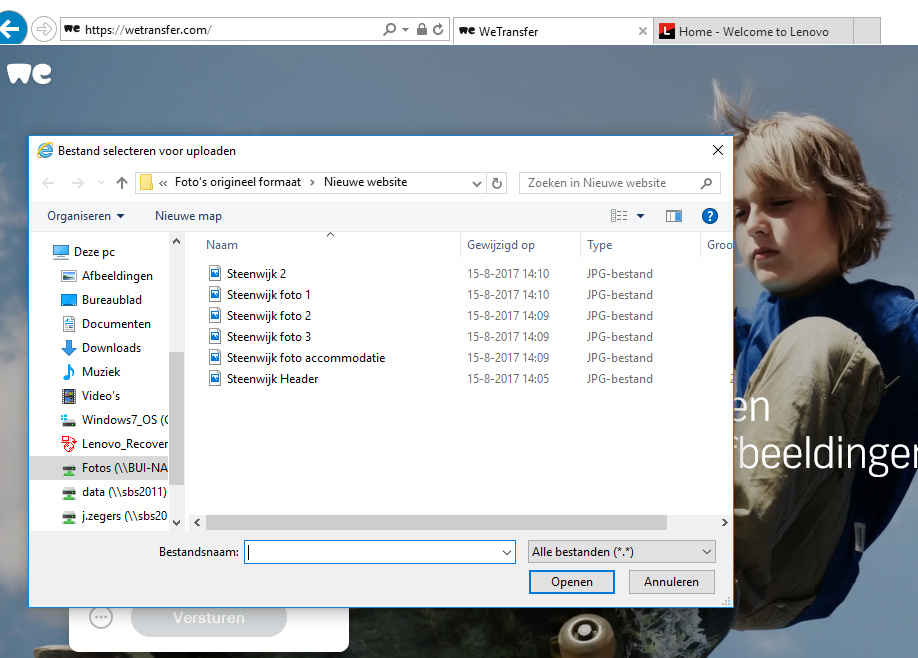 we https://wetransfer.com/
we WeTransfer
L Home - Welcome to Lenovo
we
Bestand selecteren voor uploaden
« Foto's origineel formaat › Nieuwe website
Zoeken in Nieuwe website
Organiseren
Nieuwe map
?
Deze pc
Afbeeldingen
Bureaublad
Documenten
Downloads
Muziek
Video's
Windows7_OS (C
Lenovo_Recover
Fotos (\\BUI-NA
data (\\sbs2011)
j.zegers (\\sbs20
Naam Gewijzigd op Type Groo
Steenwijk 2 15-8-2017 14:10 JPG-bestand
Steenwijk foto 1 15-8-2017 14:10 JPG-bestand
Steenwijk foto 2 15-8-2017 14:09 JPG-bestand
Steenwijk foto 3 15-8-2017 14:09 JPG-bestand
Steenwijk foto accommodatie 15-8-2017 14:09 JPG-bestand
Steenwijk Header 15-8-2017 14:05 JPG-bestand
Bestandsnaam:
Alle bestanden (*.*)
Openen
Annuleren
en
fbeeldingen
Versturen